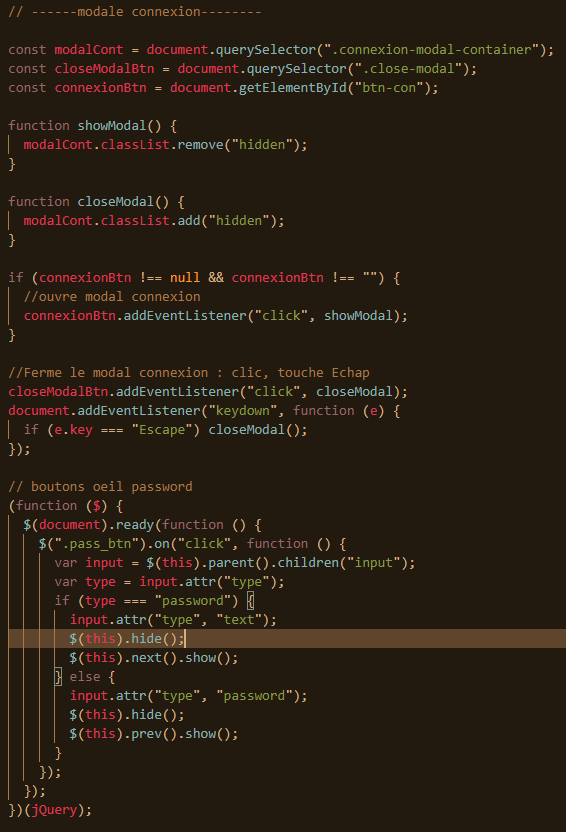 // ------modale connexion--------
const modalCont = document.querySelector(".connexion-modal-container");
const closeModalBtn = document.querySelector(".close-modal");
const connexionBtn = document.getElementById("btn-con");
function showModal() {
modalCont.classList.remove("hidden");
}
function closeModal() {
modalCont.classList.add("hidden");
}
if (connexionBtn !== null && connexionBtn !== "") {
//ouvre modal connexion
connexionBtn.addEventListener("click", showModal);
}
//Ferme le modal connexion : clic, touche Echap
closeModalBtn.addEventListener("click", closeModal);
document.addEventListener("keydown", function (e) {
if (e.key === "Escape") closeModal();
});
// boutons oeil password
(function ($) {
$(document).ready(function () {
$(".pass_btn").on("click", function () {
var input = $(this).parent().children("input");
var type = input.attr("type");
if (type === "password") {
input.attr("type", "text");
$(this).hide();
$(this).next().show();
} else {
input.attr("type", "password");
$(this).hide();
$(this).prev().show();
}
});
});
})(jQuery);